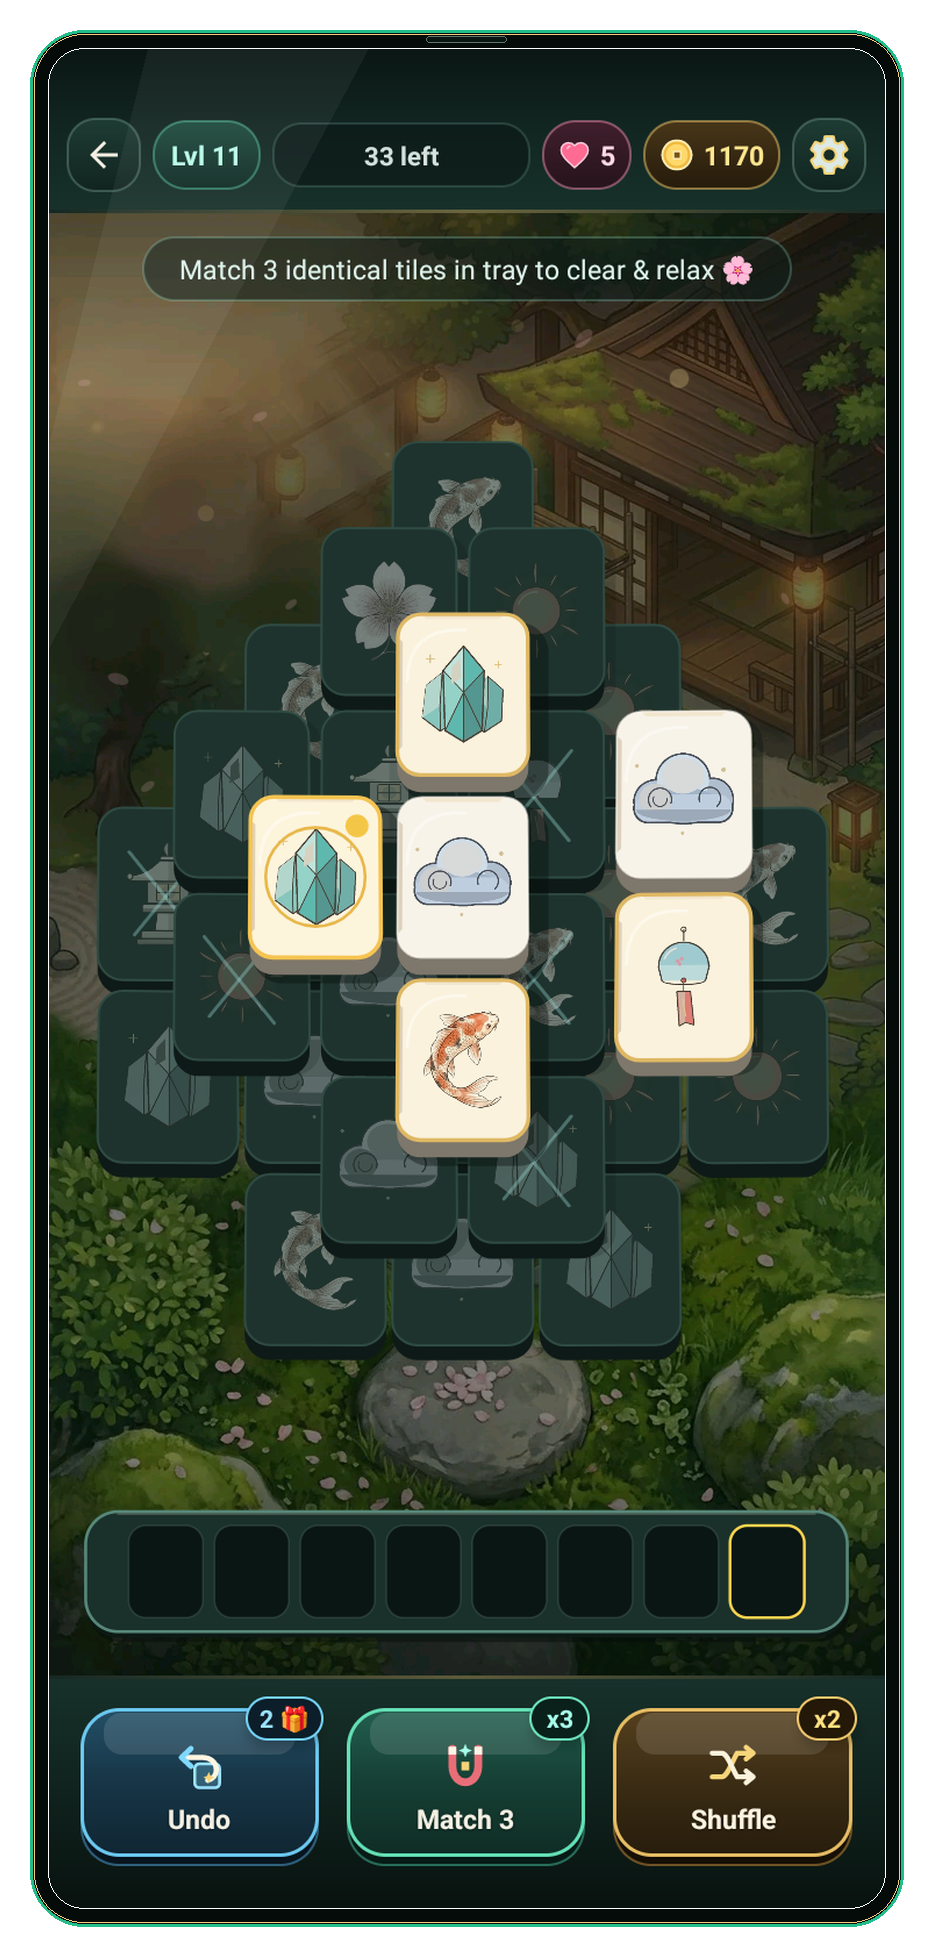 Lvl 11
33 left
5
1170
Match 3 identical tiles in tray to clear & relax 🌸
2 🎁
x3
x2
Undo
Match 3
Shuffle